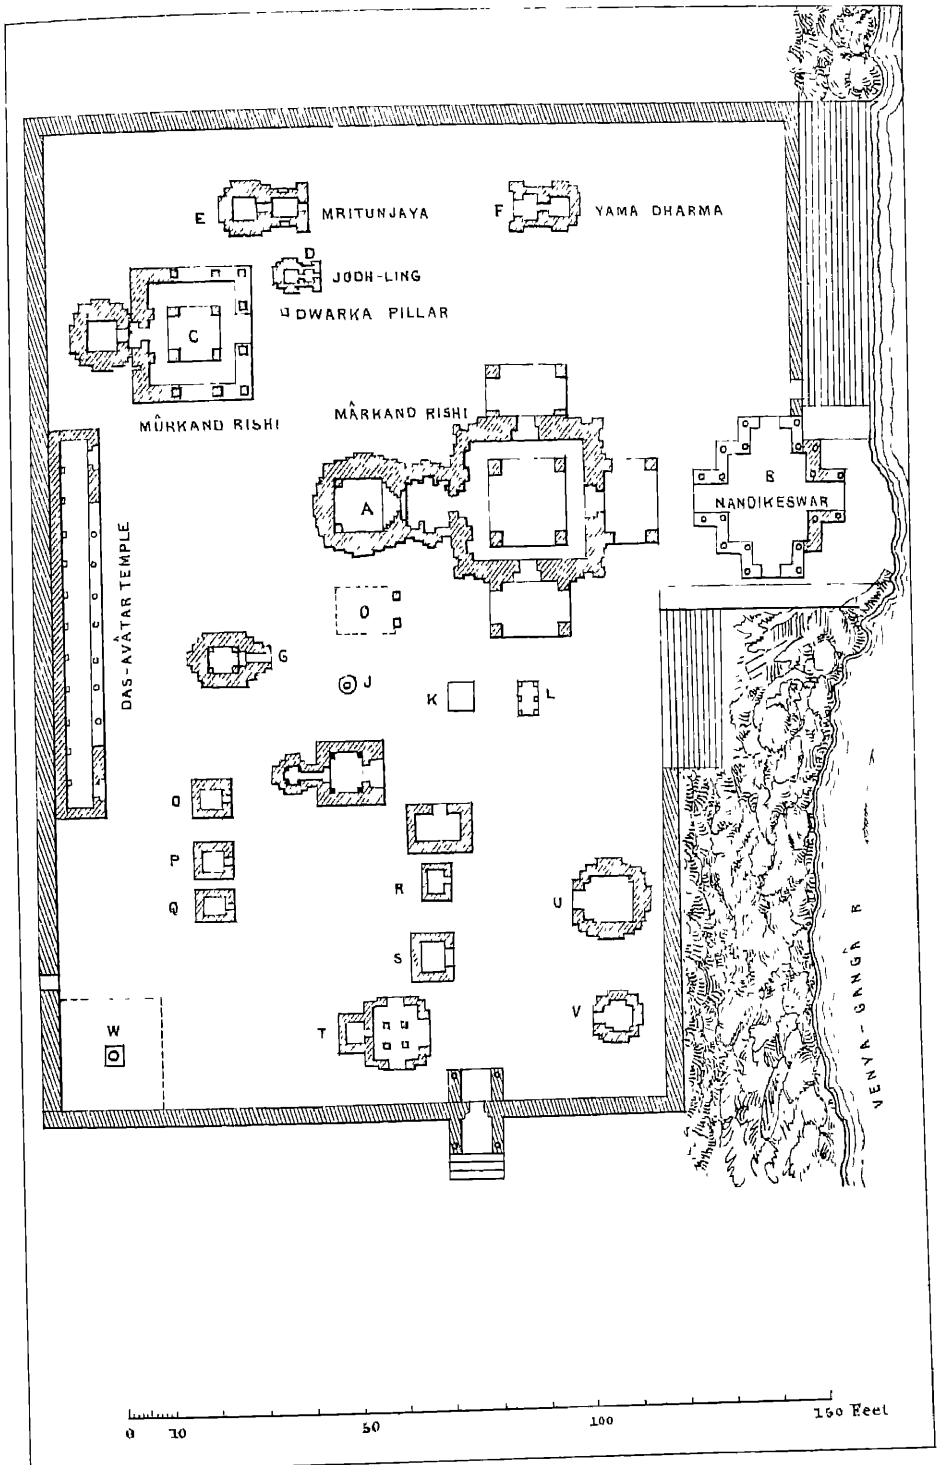 E
MRITUNJAYA
F
YAMA DHARMA
D
JODH-LING
DWARKA PILLAR
C
MÛRKAND RISHI
MÂRKAND RISHI
A
B
NANDIKESWAR
DAS-AVÂTAR TEMPLE
O
G
J
K
L
O
P
Q
R
S
U
T
V
W
VENYA-GANGÂ R
0 10 50 100 150 Feet